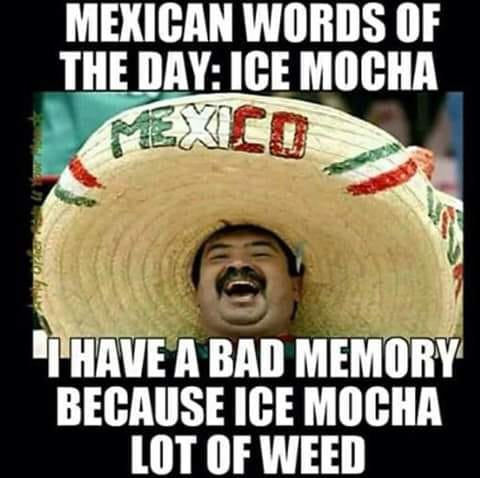 MEXICAN WORDS OF
THE DAY: ICE MOCHA
MEXICO
"I HAVE A BAD MEMORY
BECAUSE ICE MOCHA
LOT OF WEED